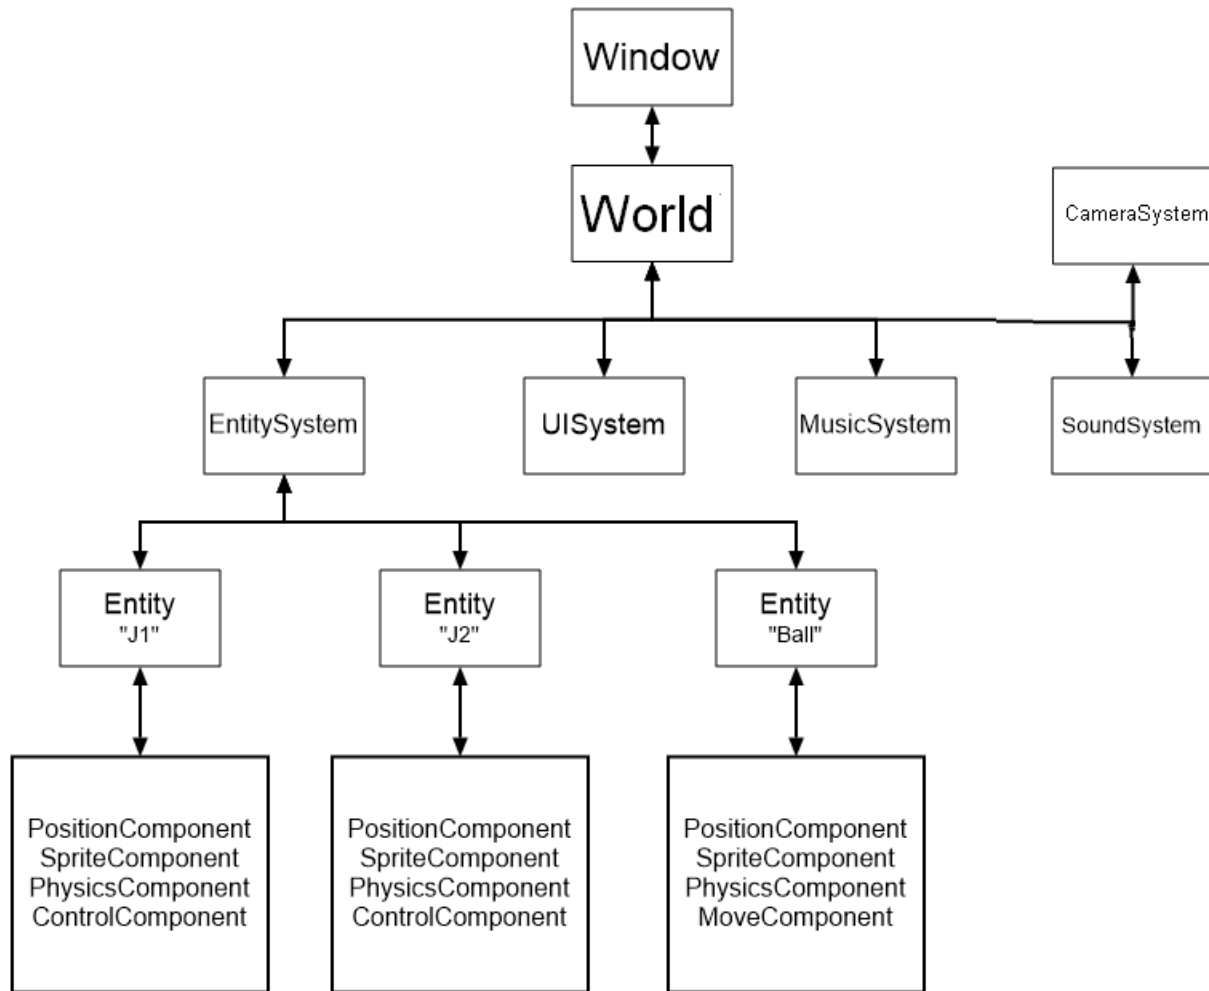 Window
World
CameraSystem
EntitySystem
UISystem
MusicSystem
SoundSystem
Entity
"J1"
Entity
"J2"
Entity
"Ball"
PositionComponent
SpriteComponent
PhysicsComponent
ControlComponent
PositionComponent
SpriteComponent
PhysicsComponent
ControlComponent
PositionComponent
SpriteComponent
PhysicsComponent
MoveComponent